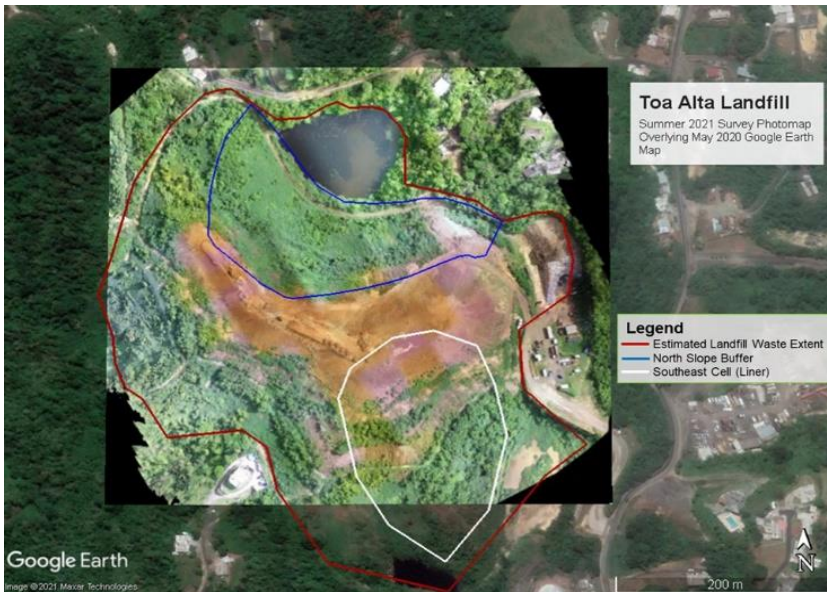 Toa Alta Landfill
Summer 2021 Survey Photomap
Overlying May 2020 Google Earth
Map
Legend
Estimated Landfill Waste Extent
North Slope Buffer
Southeast Cell (Liner)
Google Earth
Image © 2021 Maxar Technologies
N
200 m